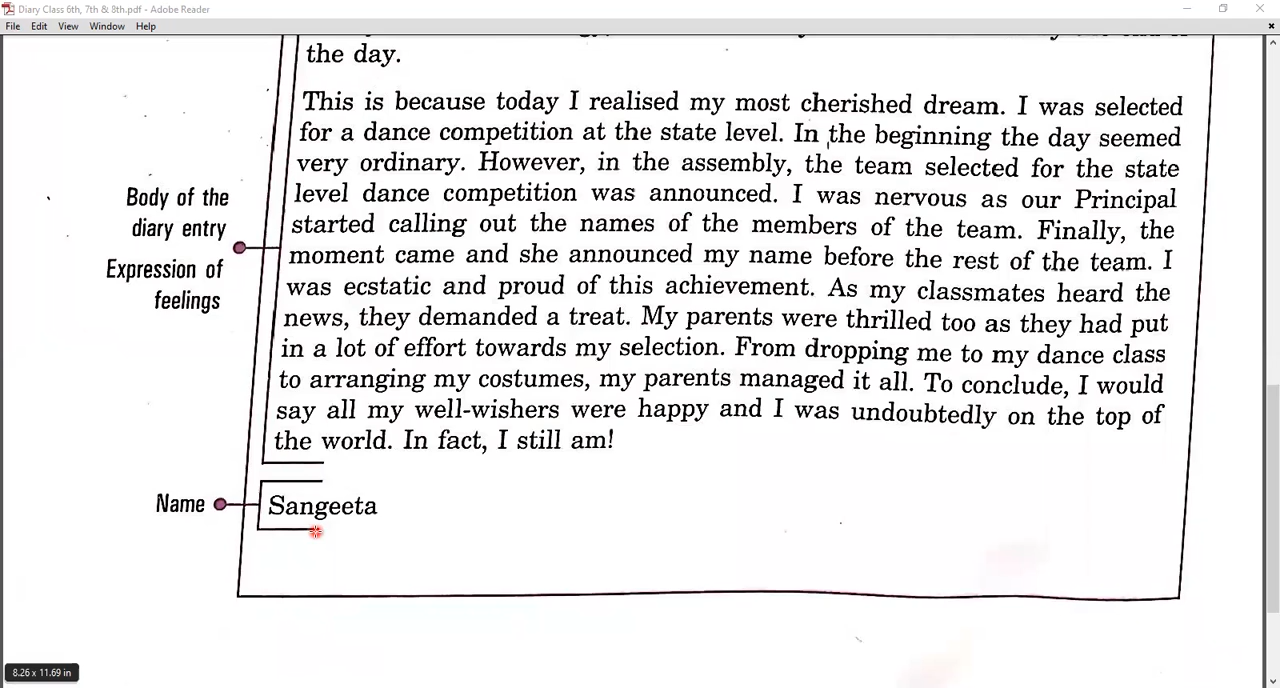 Diary Class 6th, 7th & 8th.pdf - Adobe Reader
File Edit View Window Help
the day.
This is because today I realised my most cherished dream. I was selected
for a dance competition at the state level. In the beginning the day seemed
very ordinary. However, in the assembly, the team selected for the state
level dance competition was announced. I was nervous as our Principal
started calling out the names of the members of the team. Finally, the
moment came and she announced my name before the rest of the team. I
was ecstatic and proud of this achievement. As my classmates heard the
news, they demanded a treat. My parents were thrilled too as they had put
in a lot of effort towards my selection. From dropping me to my dance class
to arranging my costumes, my parents managed it all. To conclude, I would
say all my well-wishers were happy and I was undoubtedly on the top of
the world. In fact, I still am!
Body of the
diary entry
Expression of
feelings
Name
Sangeeta
8.26 x 11.69 in